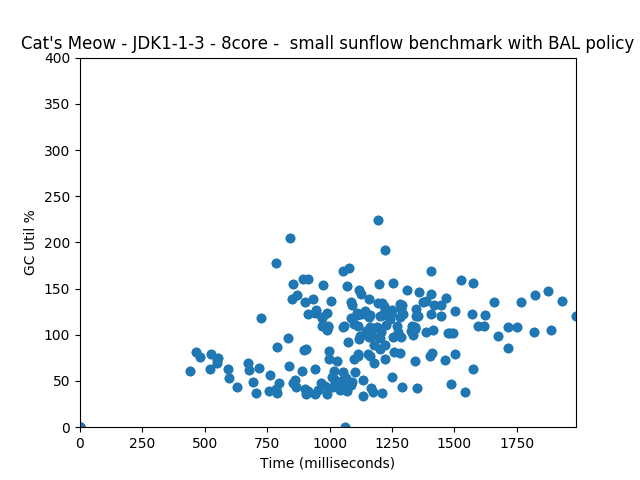 Cat's Meow - JDK1-1-3 - 8core -  small sunflow benchmark with BAL policy
400
350
300
250
200
150
100
50
0
GC Util %
0 250 500 750 1000 1250 1500 1750
Time (milliseconds)